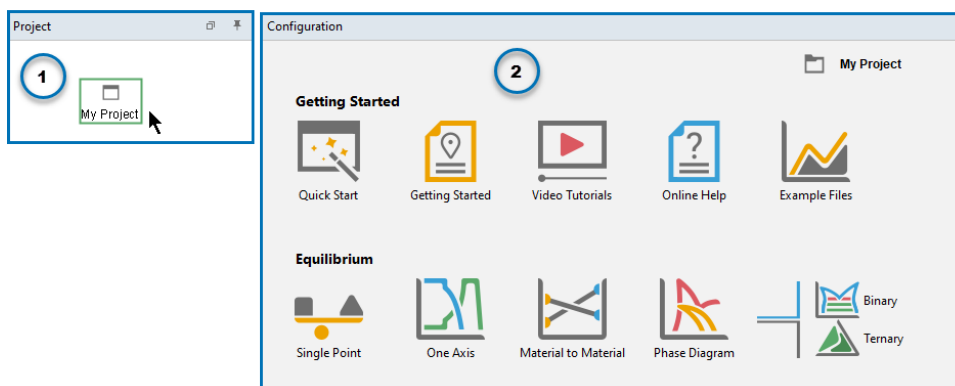 Project
1
My Project
Configuration
2
My Project
Getting Started
Quick Start
Getting Started
Video Tutorials
?
Online Help
Example Files
Equilibrium
Single Point
One Axis
Material to Material
Phase Diagram
Binary
Ternary